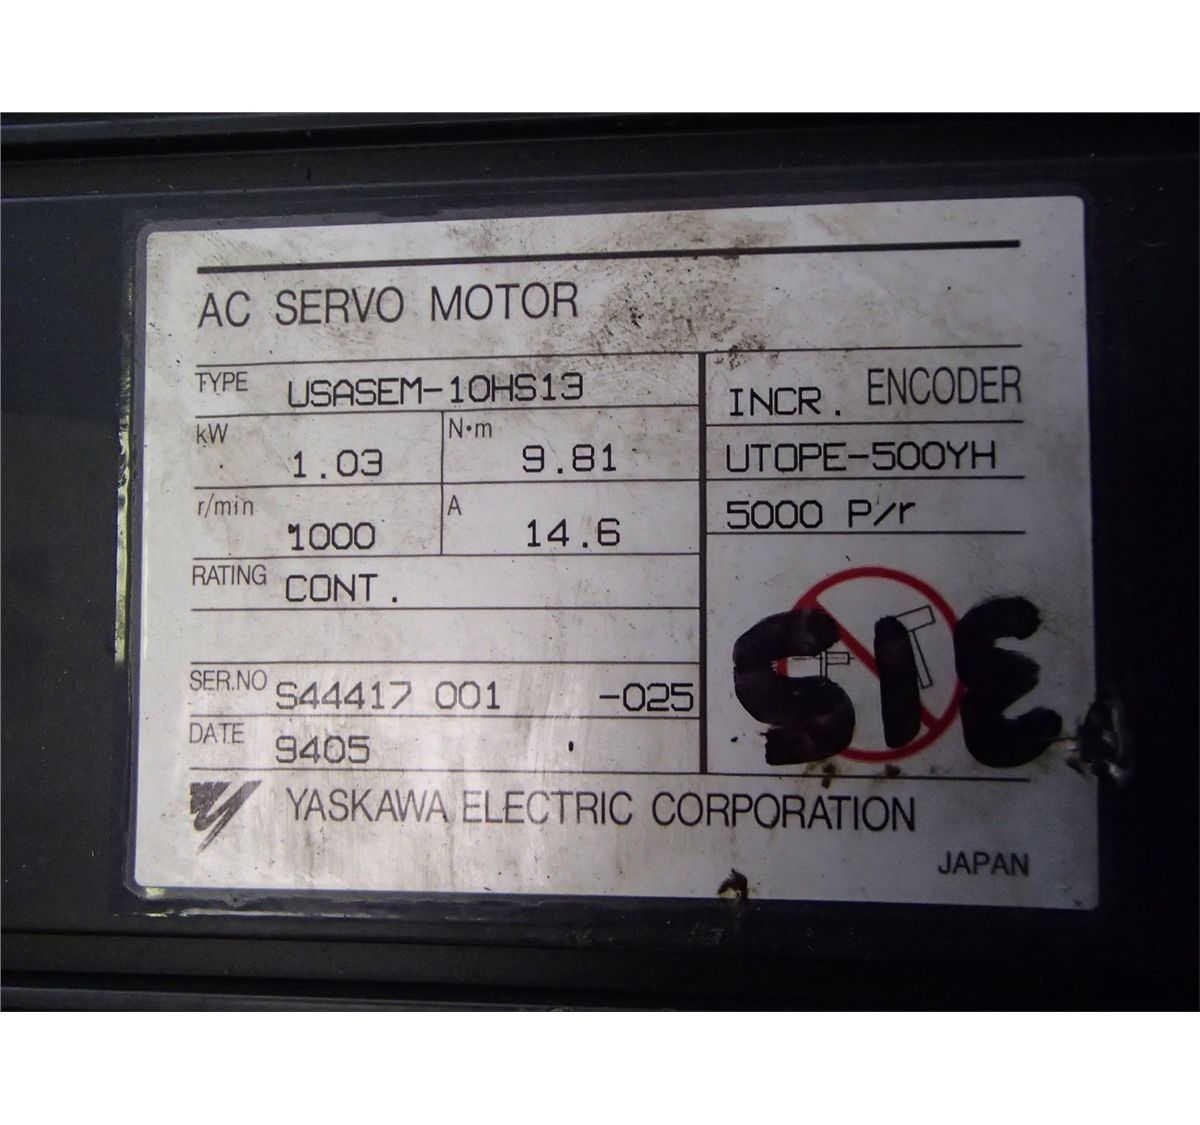 AC SERVO MOTOR
TYPE USASEM-10HS13
kW 1.03
N·m 9.81
r/min 1000
A 14.6
RATING CONT.
SER.NO S44417 001 -025
DATE 9405
INCR. ENCODER
UTOPE-500YH
5000 P/r
SIE
YASKAWA ELECTRIC CORPORATION
JAPAN